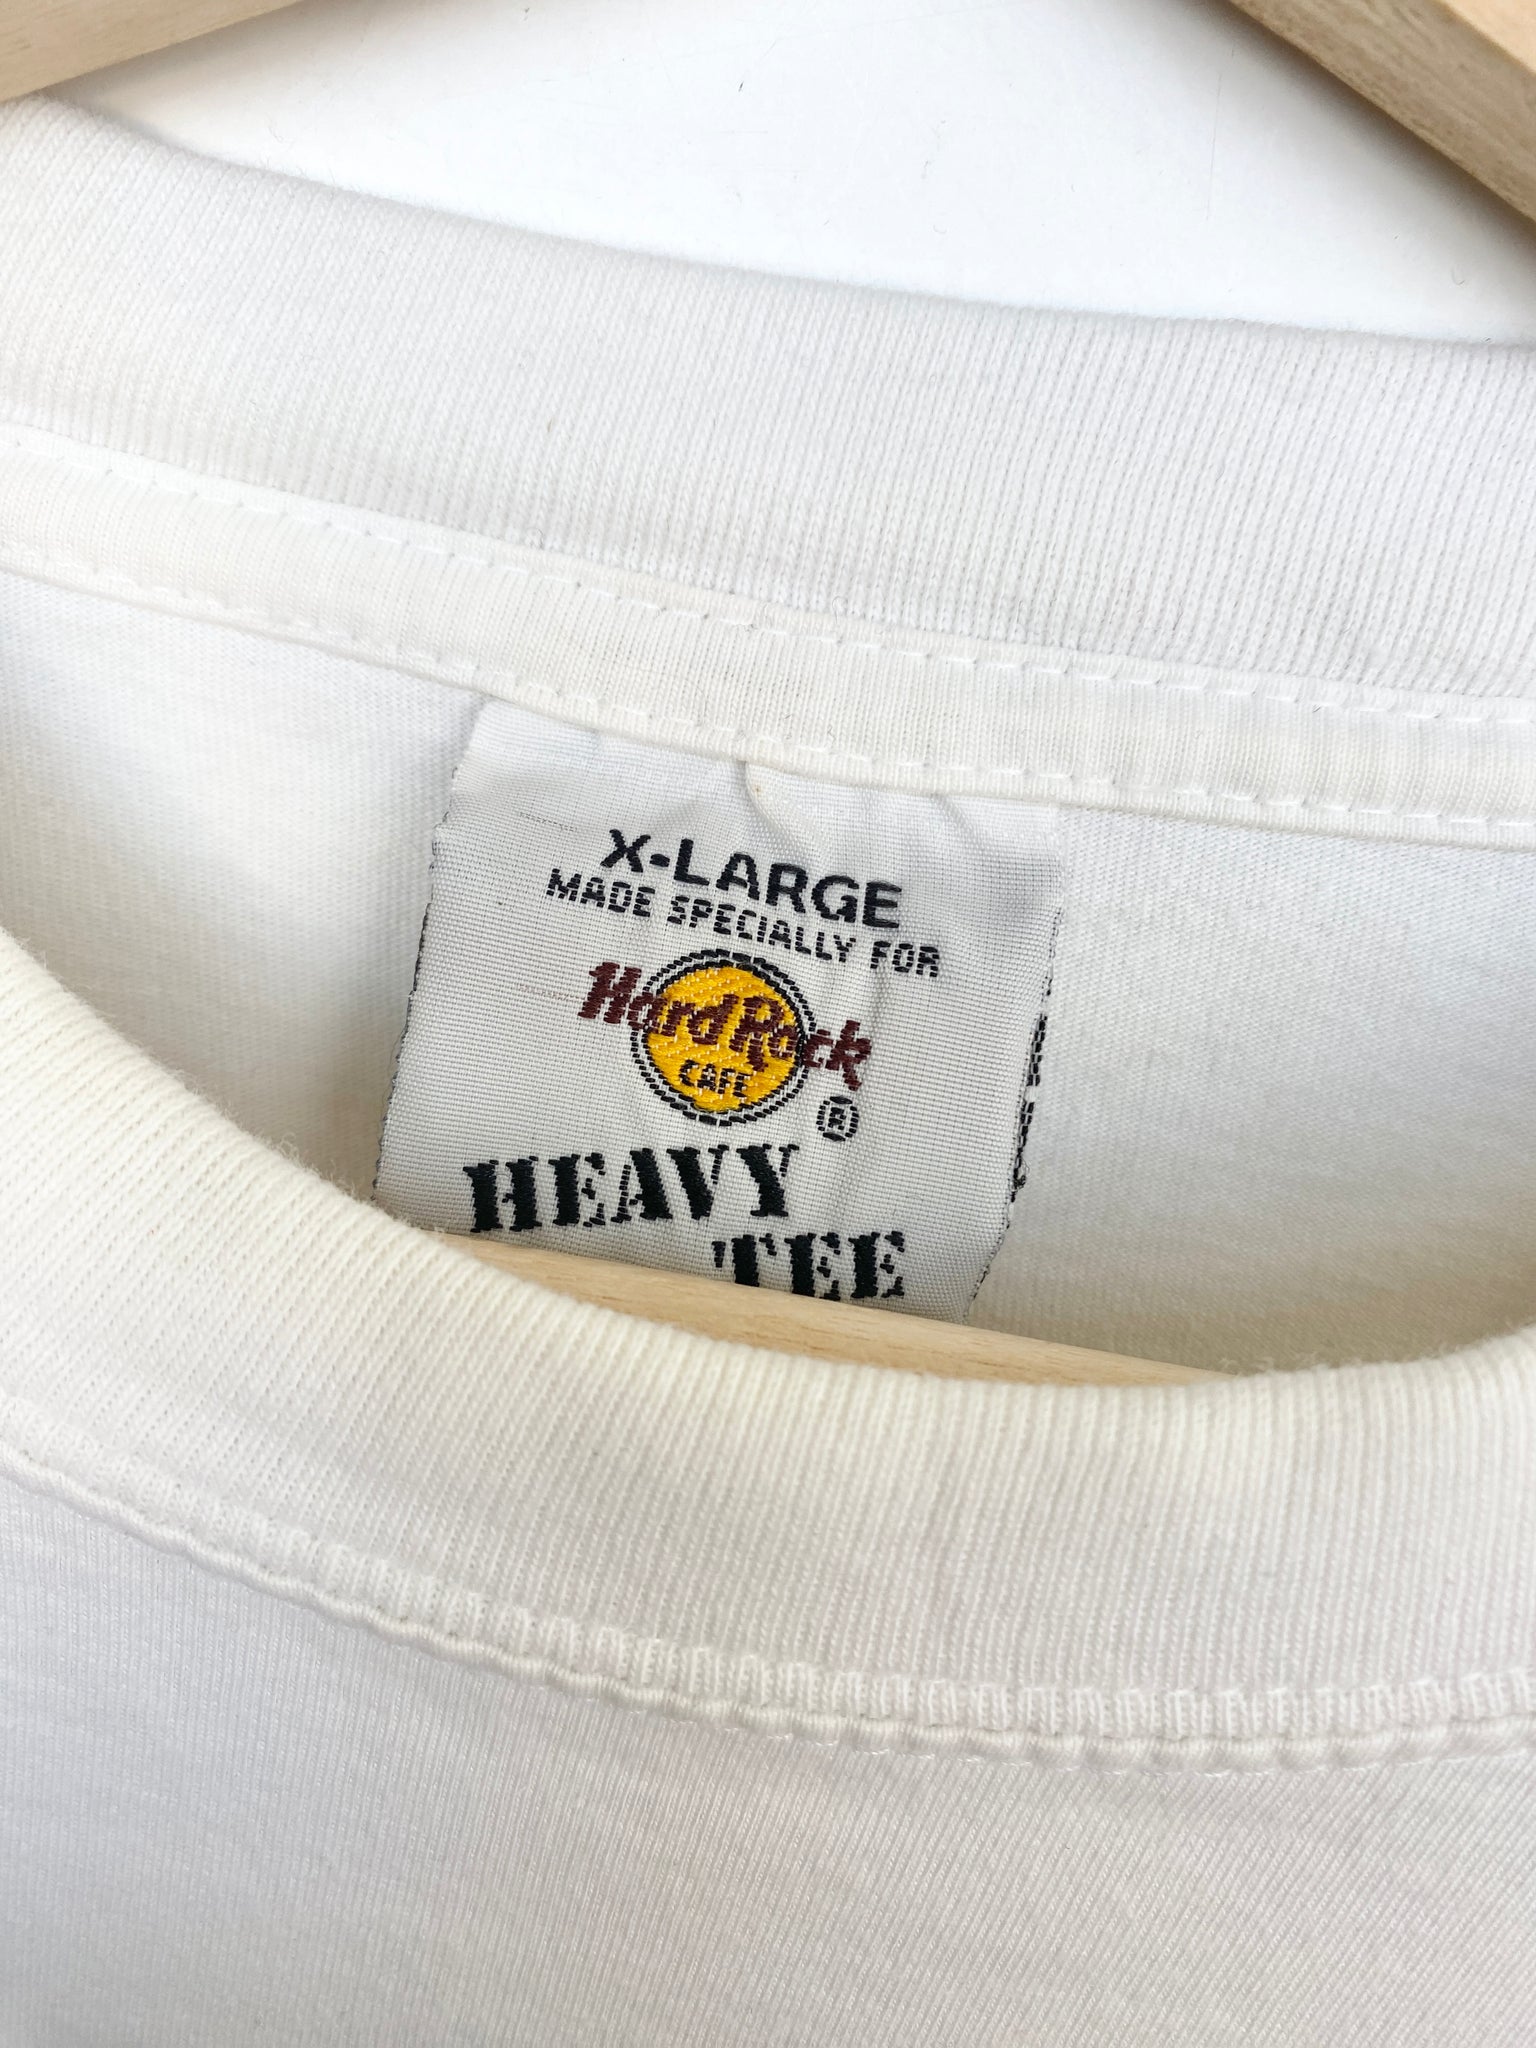 X-LARGE
MADE SPECIALLY FOR
Hard Rock
CAFE
®
HEAVY
TEE